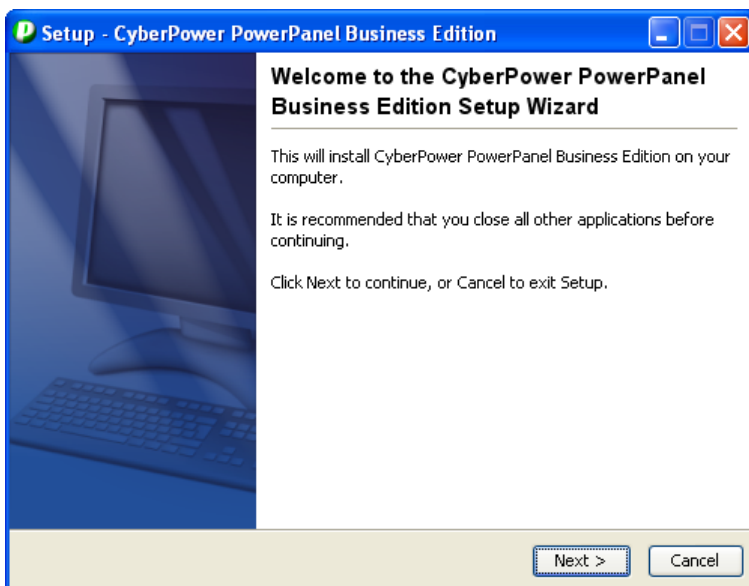 Setup - CyberPower PowerPanel Business Edition
Welcome to the CyberPower PowerPanel
Business Edition Setup Wizard
This will install CyberPower PowerPanel Business Edition on your
computer.
It is recommended that you close all other applications before
continuing.
Click Next to continue, or Cancel to exit Setup.
Next >
Cancel